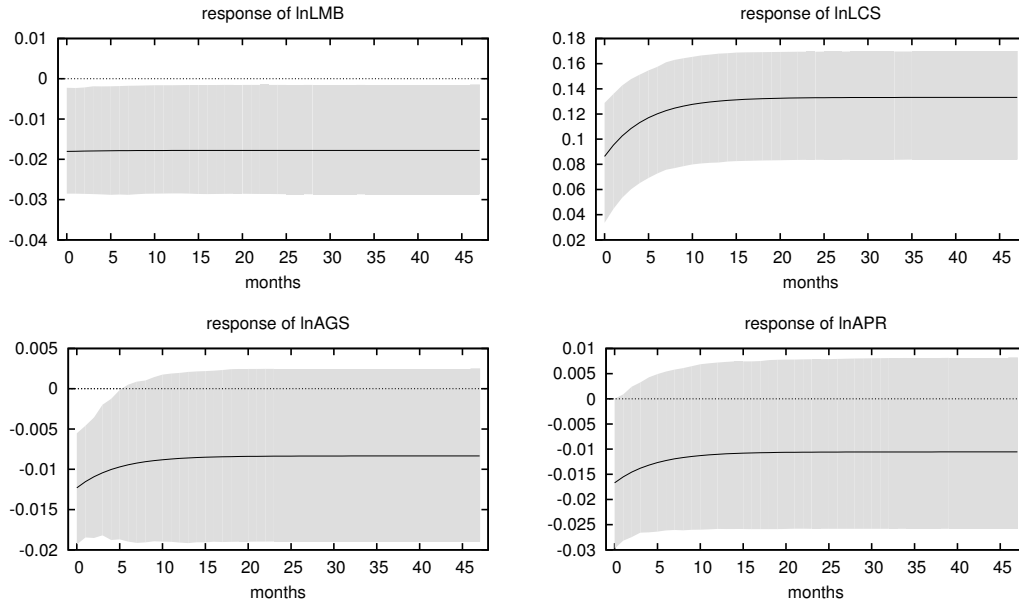 response of lnLMB
0.01
0
-0.01
-0.02
-0.03
-0.04
0 5 10 15 20 25 30 35 40 45
months
response of lnLCS
0.18
0.16
0.14
0.12
0.1
0.08
0.06
0.04
0.02
0 5 10 15 20 25 30 35 40 45
months
response of lnAGS
0.005
0
-0.005
-0.01
-0.015
-0.02
0 5 10 15 20 25 30 35 40 45
months
response of lnAPR
0.01
0.005
0
-0.005
-0.01
-0.015
-0.02
-0.025
-0.03
0 5 10 15 20 25 30 35 40 45
months